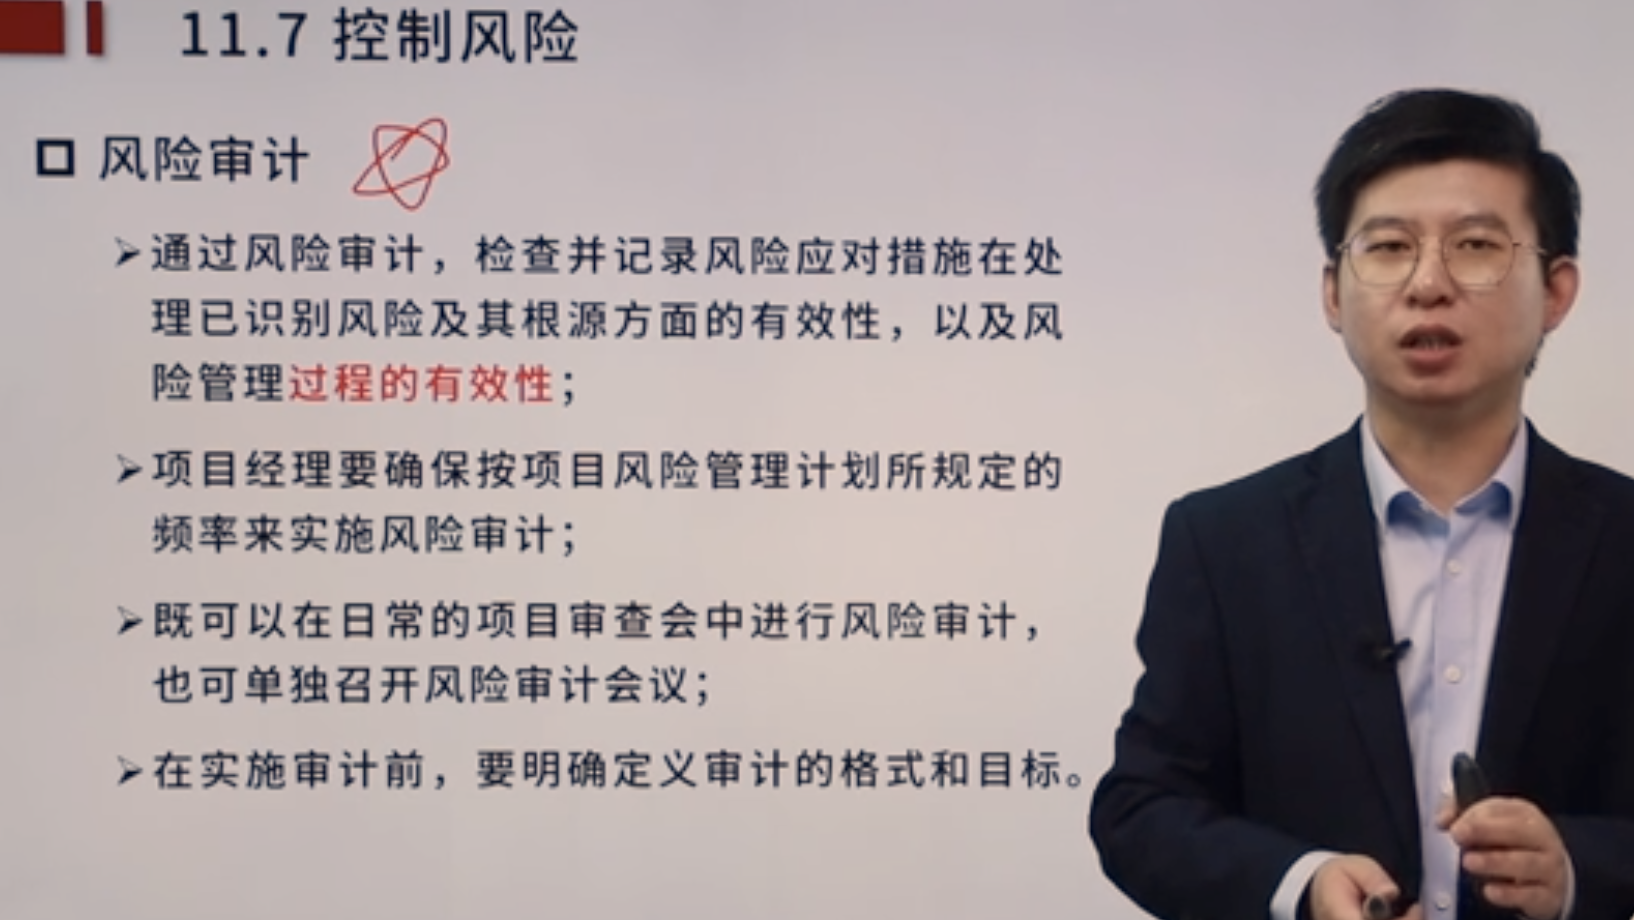 11.7 控制风险
风险审计
通过风险审计，检查并记录风险应对措施在处
理已识别风险及其根源方面的有效性，以及风
险管理过程的有效性；
项目经理要确保按项目风险管理计划所规定的
频率来实施风险审计；
既可以在日常的项目审查会中进行风险审计，
也可单独召开风险审计会议；
在实施审计前，要明确定义审计的格式和目标。